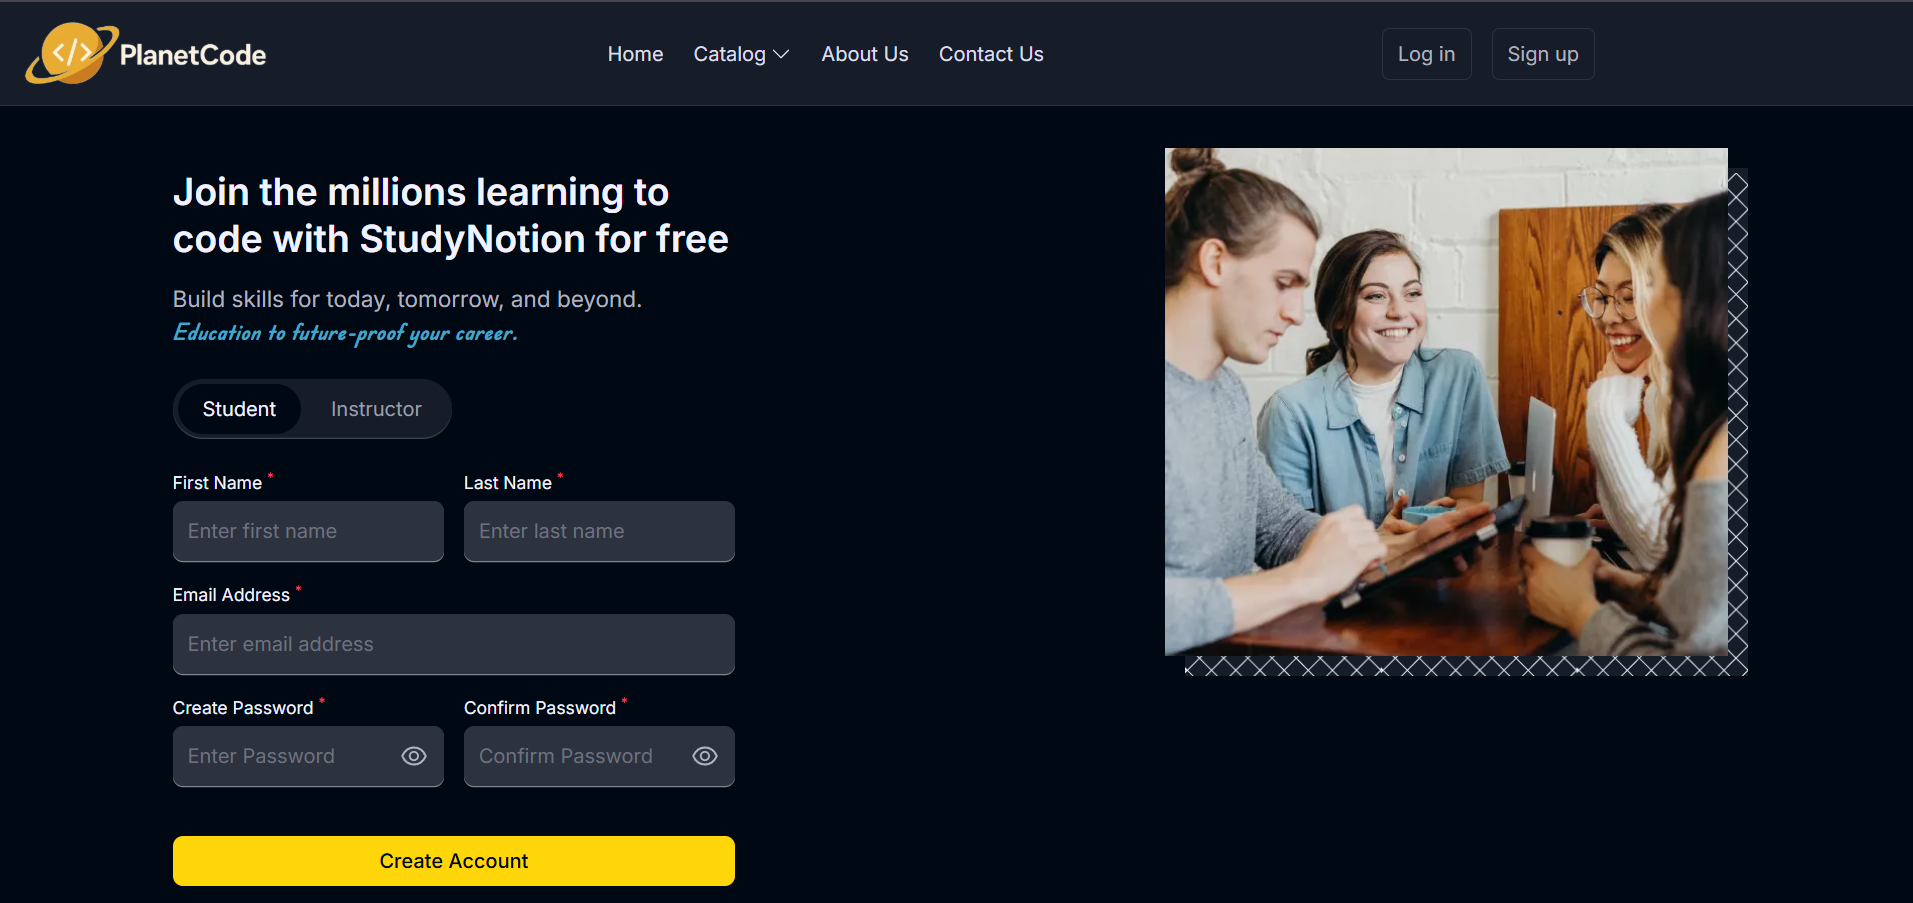 </> PlanetCode
Home Catalog About Us Contact Us
Log in Sign up
Join the millions learning to
code with StudyNotion for free
Build skills for today, tomorrow, and beyond.
Education to future-proof your career.
Student Instructor
First Name * Last Name *
Enter first name Enter last name
Email Address *
Enter email address
Create Password * Confirm Password *
Enter Password Confirm Password
Create Account